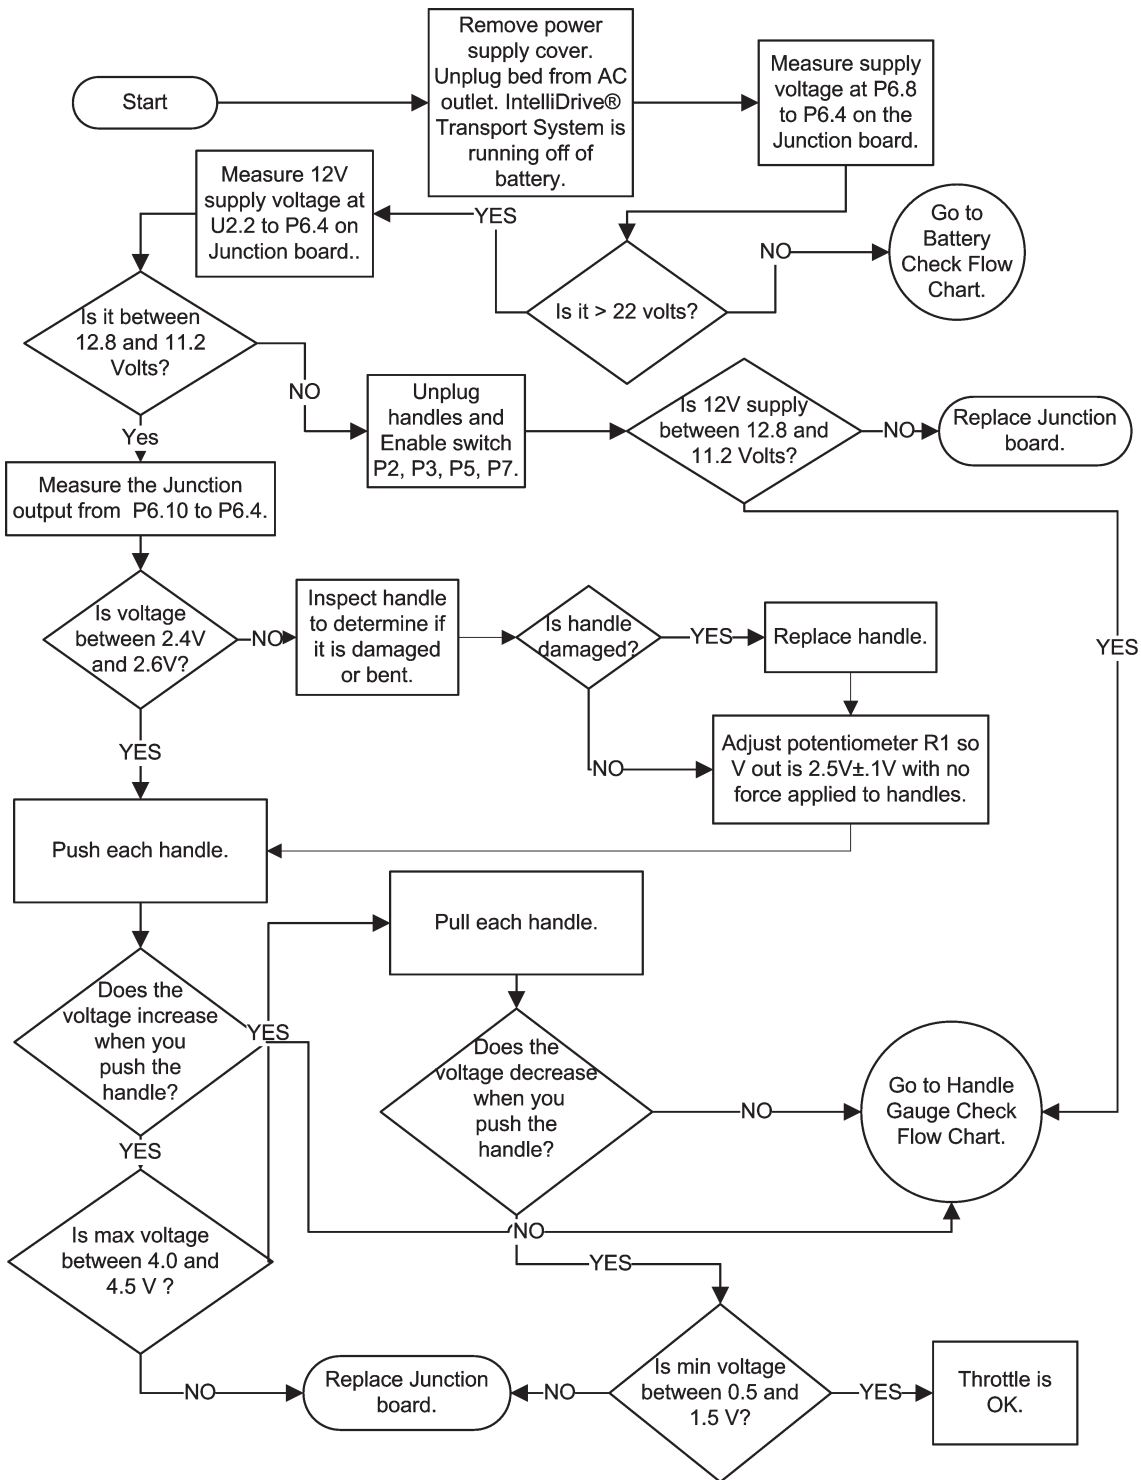 Start
Remove power
supply cover.
Unplug bed from AC
outlet. IntelliDrive®
Transport System is
running off of
battery.
Measure supply
voltage at P6.8
to P6.4 on the
Junction board.
Measure 12V
supply voltage at
U2.2 to P6.4 on
Junction board..
YES
Is it > 22 volts?
NO
Go to
Battery
Check Flow
Chart.
Is it between
12.8 and 11.2
Volts?
NO
Unplug
handles and
Enable switch
P2, P3, P5, P7.
Is 12V supply
between 12.8 and
11.2 Volts?
NO
Replace Junction
board.
Yes
Measure the Junction
output from P6.10 to P6.4.
YES
Is voltage
between 2.4V
and 2.6V?
NO
Inspect handle
to determine if
it is damaged
or bent.
Is handle
damaged?
YES
Replace handle.
NO
Adjust potentiometer R1 so
V out is 2.5V±.1V with no
force applied to handles.
YES
Push each handle.
Pull each handle.
Does the
voltage increase
when you
push the
handle?
YES
Does the
voltage decrease
when you
push the
handle?
NO
Go to Handle
Gauge Check
Flow Chart.
YES
NO
Is max voltage
between 4.0 and
4.5 V ?
YES
NO
Replace Junction
board.
NO
Is min voltage
between 0.5 and
1.5 V?
YES
Throttle is
OK.